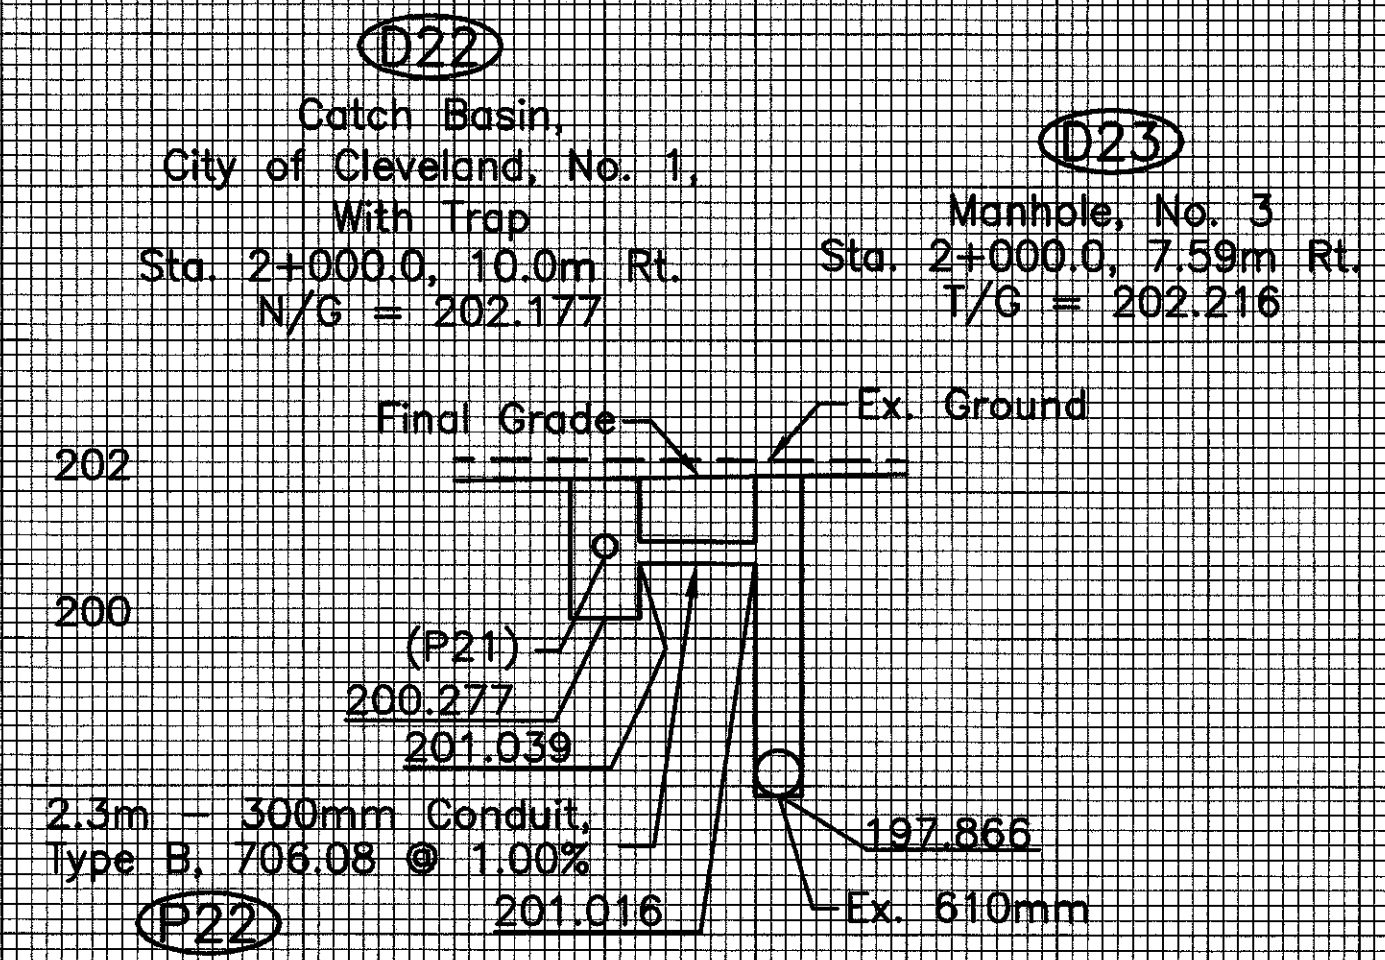 D22
Catch Basin,
City of Cleveland, No. 1,
With Trap
Sta. 2+000.0, 10.0m Rt.
N/G = 202.177
D23
Manhole, No. 3
Sta. 2+000.0, 7.59m Rt.
T/G = 202.216
Final Grade
Ex. Ground
202
200
(P21)
200.277
201.039
2.3m - 300mm Conduit,
Type B, 706.08 @ 1.00%
P22
201.016
197.866
Ex. 610mm